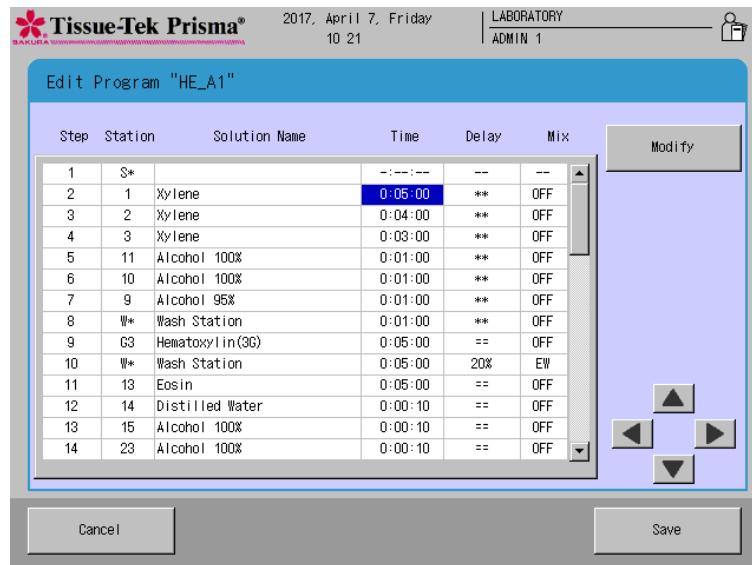 Tissue-Tek Prisma®
SAKURA
2017, April 7, Friday
10 21
LABORATORY
ADMIN 1
Edit Program "HE_A1"
Step Station Solution Name Time Delay Mix
Modify
1 S* -:--:-- -- --
2 1 Xylene 0:05:00 ** OFF
3 2 Xylene 0:04:00 ** OFF
4 3 Xylene 0:03:00 ** OFF
5 11 Alcohol 100% 0:01:00 ** OFF
6 10 Alcohol 100% 0:01:00 ** OFF
7 9 Alcohol 95% 0:01:00 ** OFF
8 W* Wash Station 0:01:00 ** OFF
9 G3 Hematoxylin(3G) 0:05:00 == OFF
10 W* Wash Station 0:05:00 20% EW
11 13 Eosin 0:05:00 == OFF
12 14 Distilled Water 0:00:10 == OFF
13 15 Alcohol 100% 0:00:10 == OFF
14 23 Alcohol 100% 0:00:10 == OFF
Cancel
Save